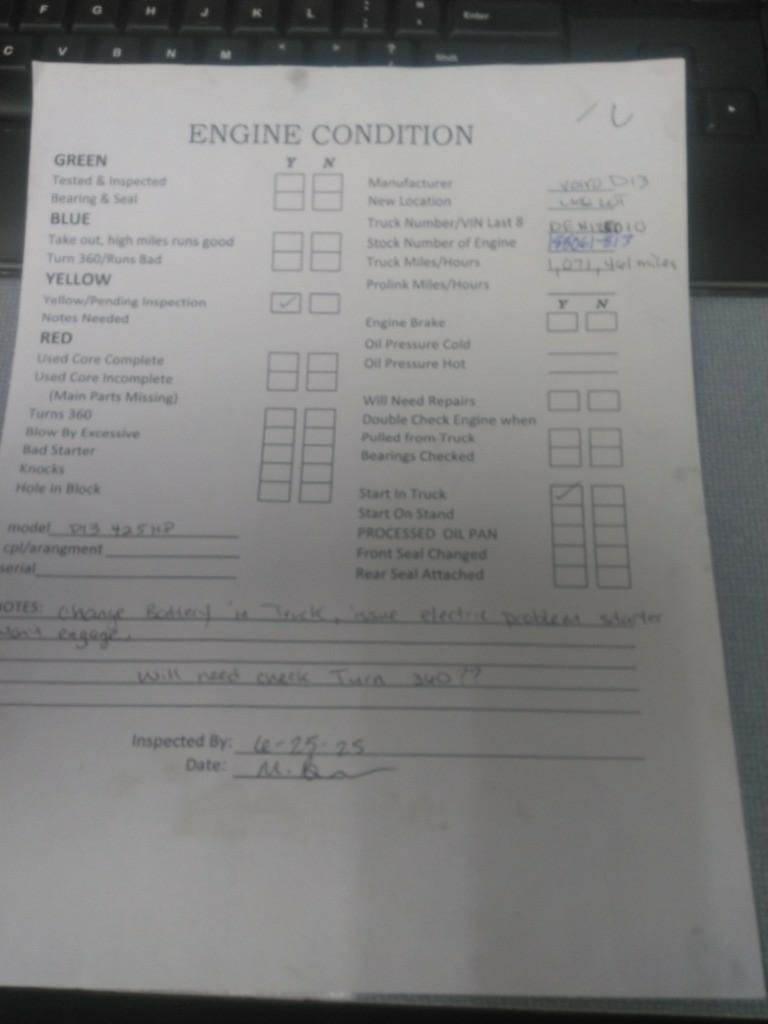 F G H J K L Enter
C V B N M < > ? Shift
ENGINE CONDITION
GREEN Y N
Tested & Inspected
Bearing & Seal
BLUE
Take out, high miles runs good
Turn 360/Runs Bad
YELLOW
Yellow/Pending Inspection ✓
Notes Needed
RED
Used Core Complete
Used Core Incomplete
(Main Parts Missing)
Turns 360
Blow By Excessive
Bad Starter
Knocks
Hole In Block
model D13 425HP
cpl/arangment
serial
Manufacturer D13
New Location
Truck Number/VIN Last 8
Stock Number of Engine
Truck Miles/Hours 1,071,461 miles
Prolink Miles/Hours
Y N
Engine Brake
Oil Pressure Cold
Oil Pressure Hot
Will Need Repairs
Double Check Engine when
Pulled from Truck
Bearings Checked
Start In Truck ✓
Start On Stand
PROCESSED OIL PAN
Front Seal Changed
Rear Seal Attached
NOTES: Change Battery in Truck, issue electric problem starter
won't engage.
Will need check Turn 360??
Inspected By: 6-25-25
Date: M.